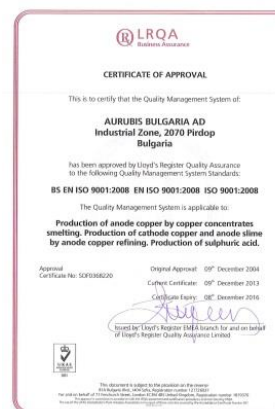 LRQA
Business Assurance
CERTIFICATE OF APPROVAL
This is to certify that the Quality Management System of:
AURUBIS BULGARIA AD
Industrial Zone, 2070 Pirdop
Bulgaria
has been approved by Lloyd's Register Quality Assurance
to the following Quality Management System Standards:
BS EN ISO 9001:2008 EN ISO 9001:2008 ISO 9001:2008
The Quality Management System is applicable to:
Production of anode copper by copper concentrates
smelting. Production of cathode copper and anode slime
by anode copper refining. Production of sulphuric acid.
Approval
Certificate No: SOF0368220
Original Approval: 09th December 2004
Current Certificate: 09th December 2013
Certificate Expiry: 08th December 2016
Issued by: Lloyd's Register EMEA branch for and on behalf
of Lloyd's Register Quality Assurance Limited
UKAS
001
This document is subject to the provision on the reverse